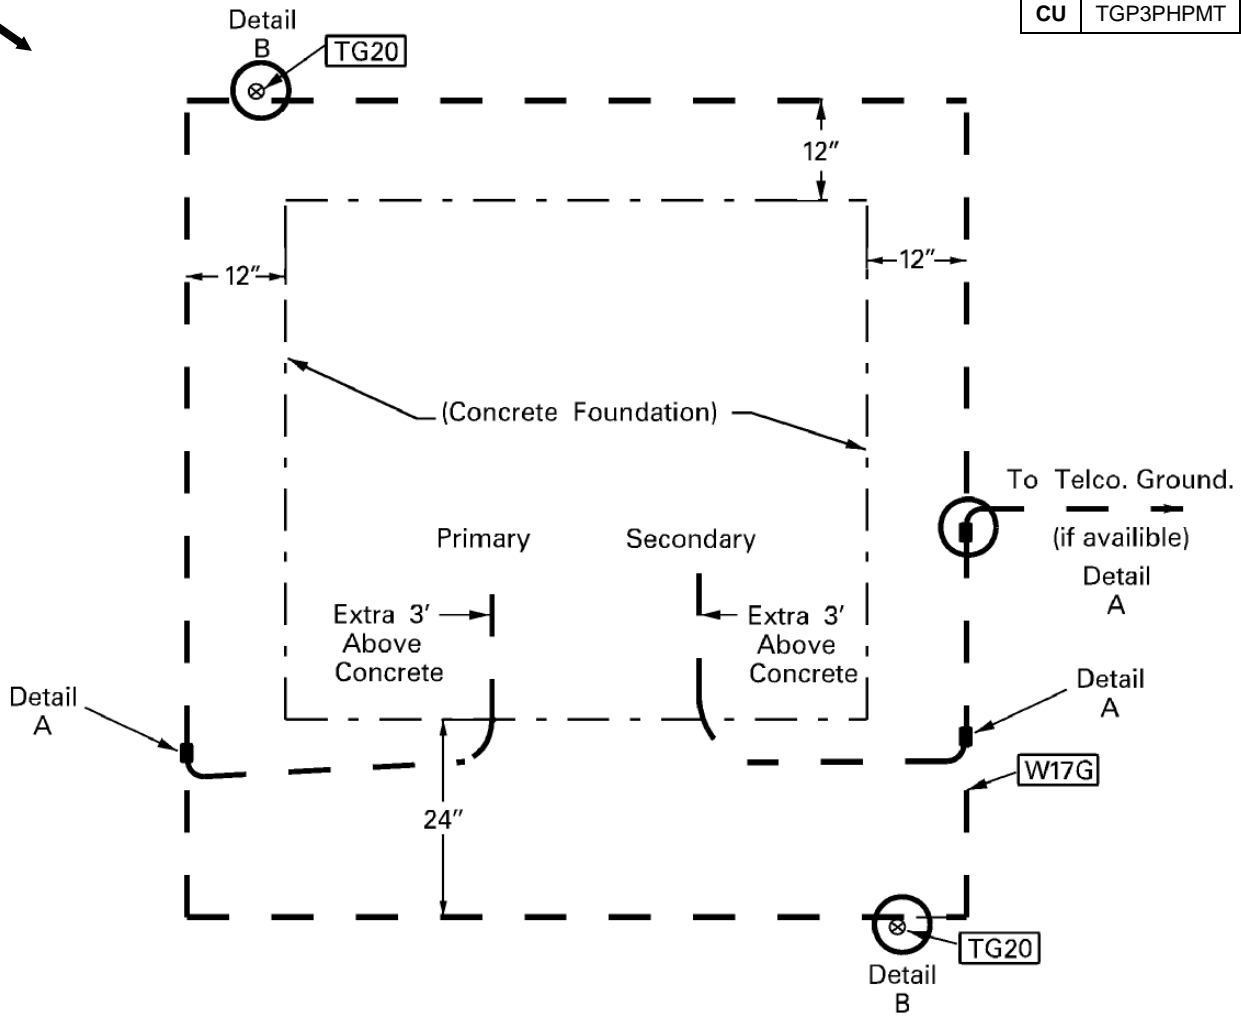 CU TGP3PHPMT
Detail
B
TG20
12"
12"
12"
(Concrete Foundation)
To Telco. Ground.
(if availible)
Detail
A
Primary
Secondary
Extra 3'
Above
Concrete
Extra 3'
Above
Concrete
Detail
A
Detail
A
W17G
24"
TG20
Detail
B